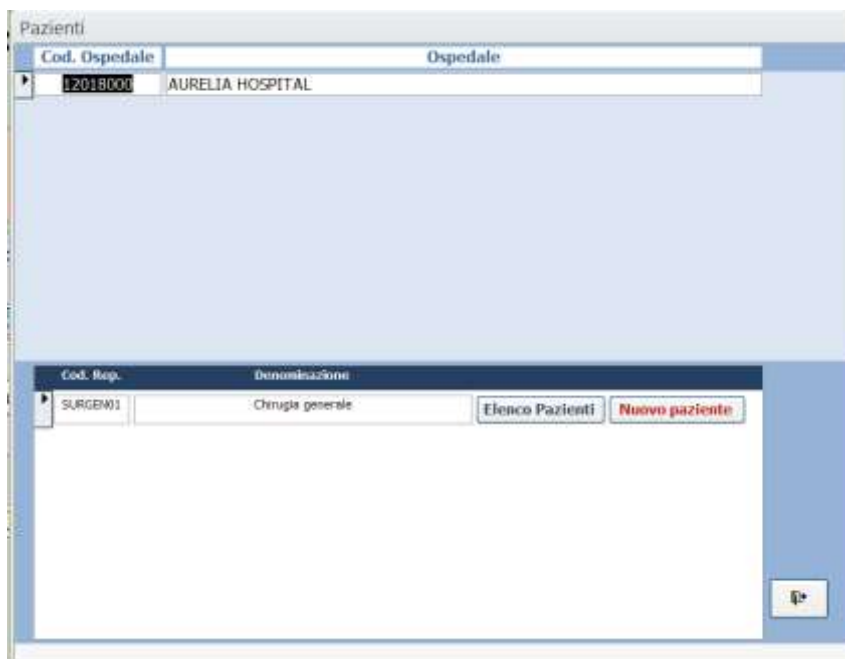 Pazienti
Cod. Ospedale Ospedale
12018000 AURELIA HOSPITAL
Cod. Rep. Denominazione
SURGEN01 Chirugia generale Elenco Pazienti Nuovo paziente